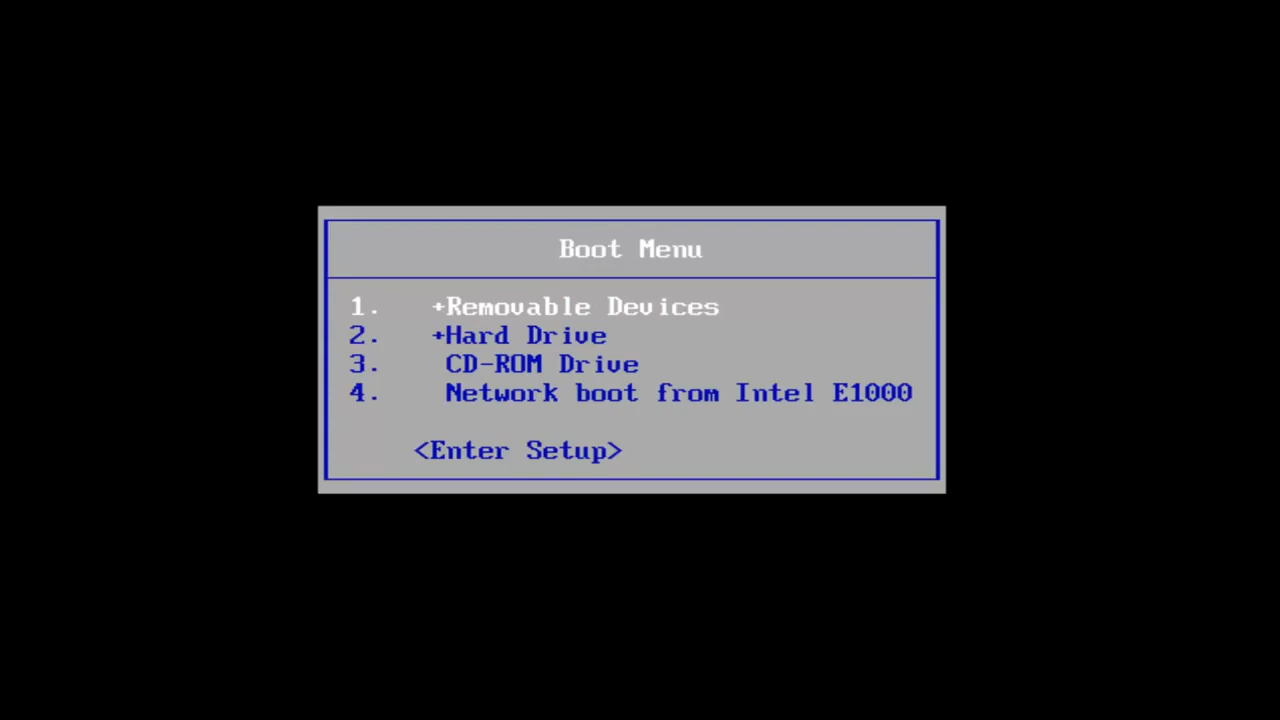 Boot Menu
1. +Removable Devices
2. +Hard Drive
3. CD-ROM Drive
4. Network boot from Intel E1000
<Enter Setup>